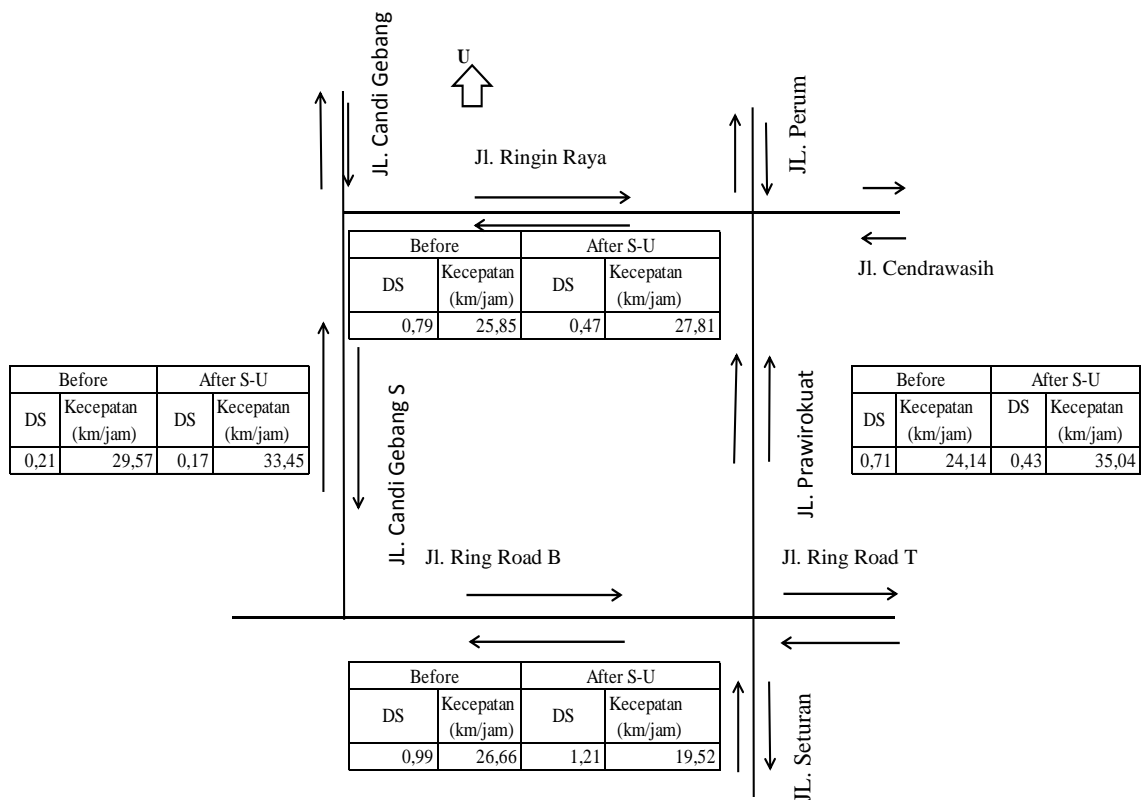 JL. Candi Gebang
U
JL. Perum
Jl. Ringin Raya
Jl. Cendrawasih
Before After S-U
DS Kecepatan (km/jam) DS Kecepatan (km/jam)
0,79 25,85 0,47 27,81
Before After S-U
DS Kecepatan (km/jam) DS Kecepatan (km/jam)
0,21 29,57 0,17 33,45
JL. Candi Gebang S
JL. Prawirokuat
Before After S-U
DS Kecepatan (km/jam) DS Kecepatan (km/jam)
0,71 24,14 0,43 35,04
Jl. Ring Road B
Jl. Ring Road T
Before After S-U
DS Kecepatan (km/jam) DS Kecepatan (km/jam)
0,99 26,66 1,21 19,52
JL. Seturan